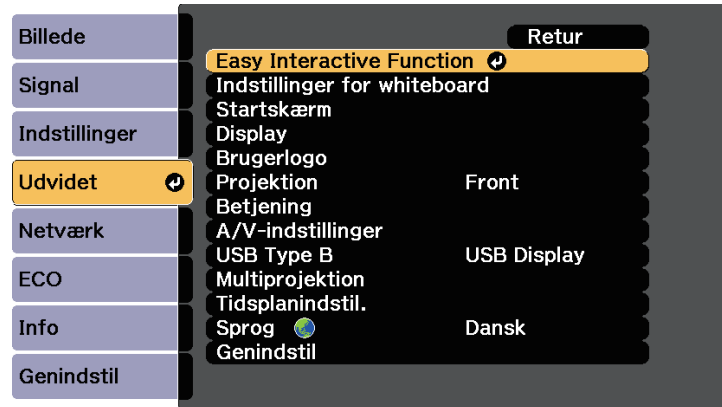 Billede
Signal
Indstillinger
Udvidet
Netværk
ECO
Info
Genindstil
Retur
Easy Interactive Function
Indstillinger for whiteboard
Startskærm
Display
Brugerlogo
Projektion Front
Betjening
A/V-indstillinger
USB Type B USB Display
Multiprojektion
Tidsplanindstil.
Sprog Dansk
Genindstil